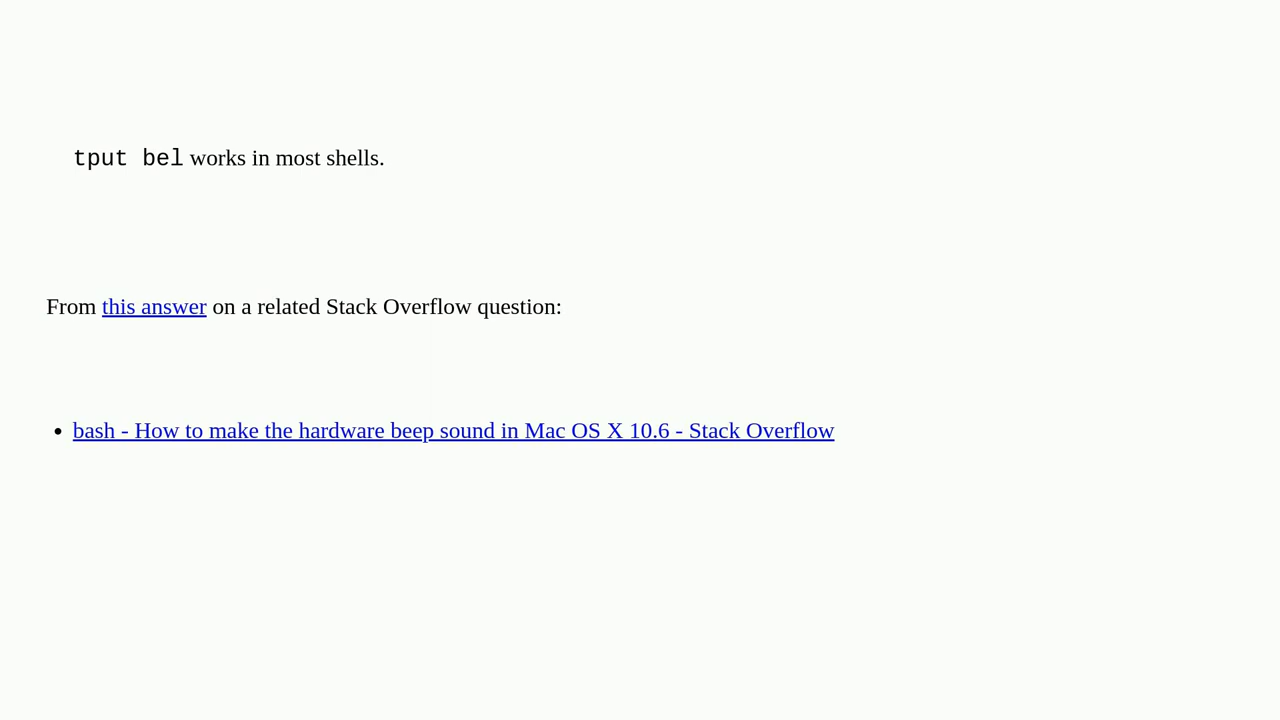 tput bel works in most shells.
From this answer on a related Stack Overflow question:
• bash - How to make the hardware beep sound in Mac OS X 10.6 - Stack Overflow